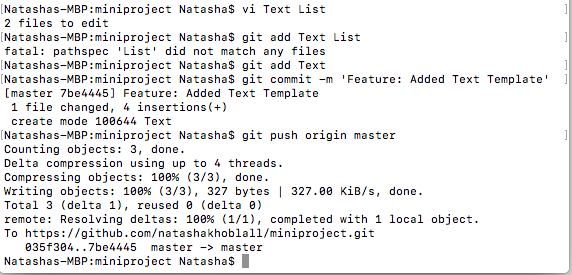 [Natashas-MBP:miniproject Natasha$ vi Text List ]
2 files to edit
[Natashas-MBP:miniproject Natasha$ git add Text List ]
fatal: pathspec 'List' did not match any files
[Natashas-MBP:miniproject Natasha$ git add Text ]
[Natashas-MBP:miniproject Natasha$ git commit -m 'Feature: Added Text Template' ]
[master 7be4445] Feature: Added Text Template
 1 file changed, 4 insertions(+)
 create mode 100644 Text
[Natashas-MBP:miniproject Natasha$ git push origin master ]
Counting objects: 3, done.
Delta compression using up to 4 threads.
Compressing objects: 100% (3/3), done.
Writing objects: 100% (3/3), 327 bytes | 327.00 KiB/s, done.
Total 3 (delta 1), reused 0 (delta 0)
remote: Resolving deltas: 100% (1/1), completed with 1 local object.
To https://github.com/natashakhoblall/miniproject.git
   035f304..7be4445  master -> master
Natashas-MBP:miniproject Natasha$